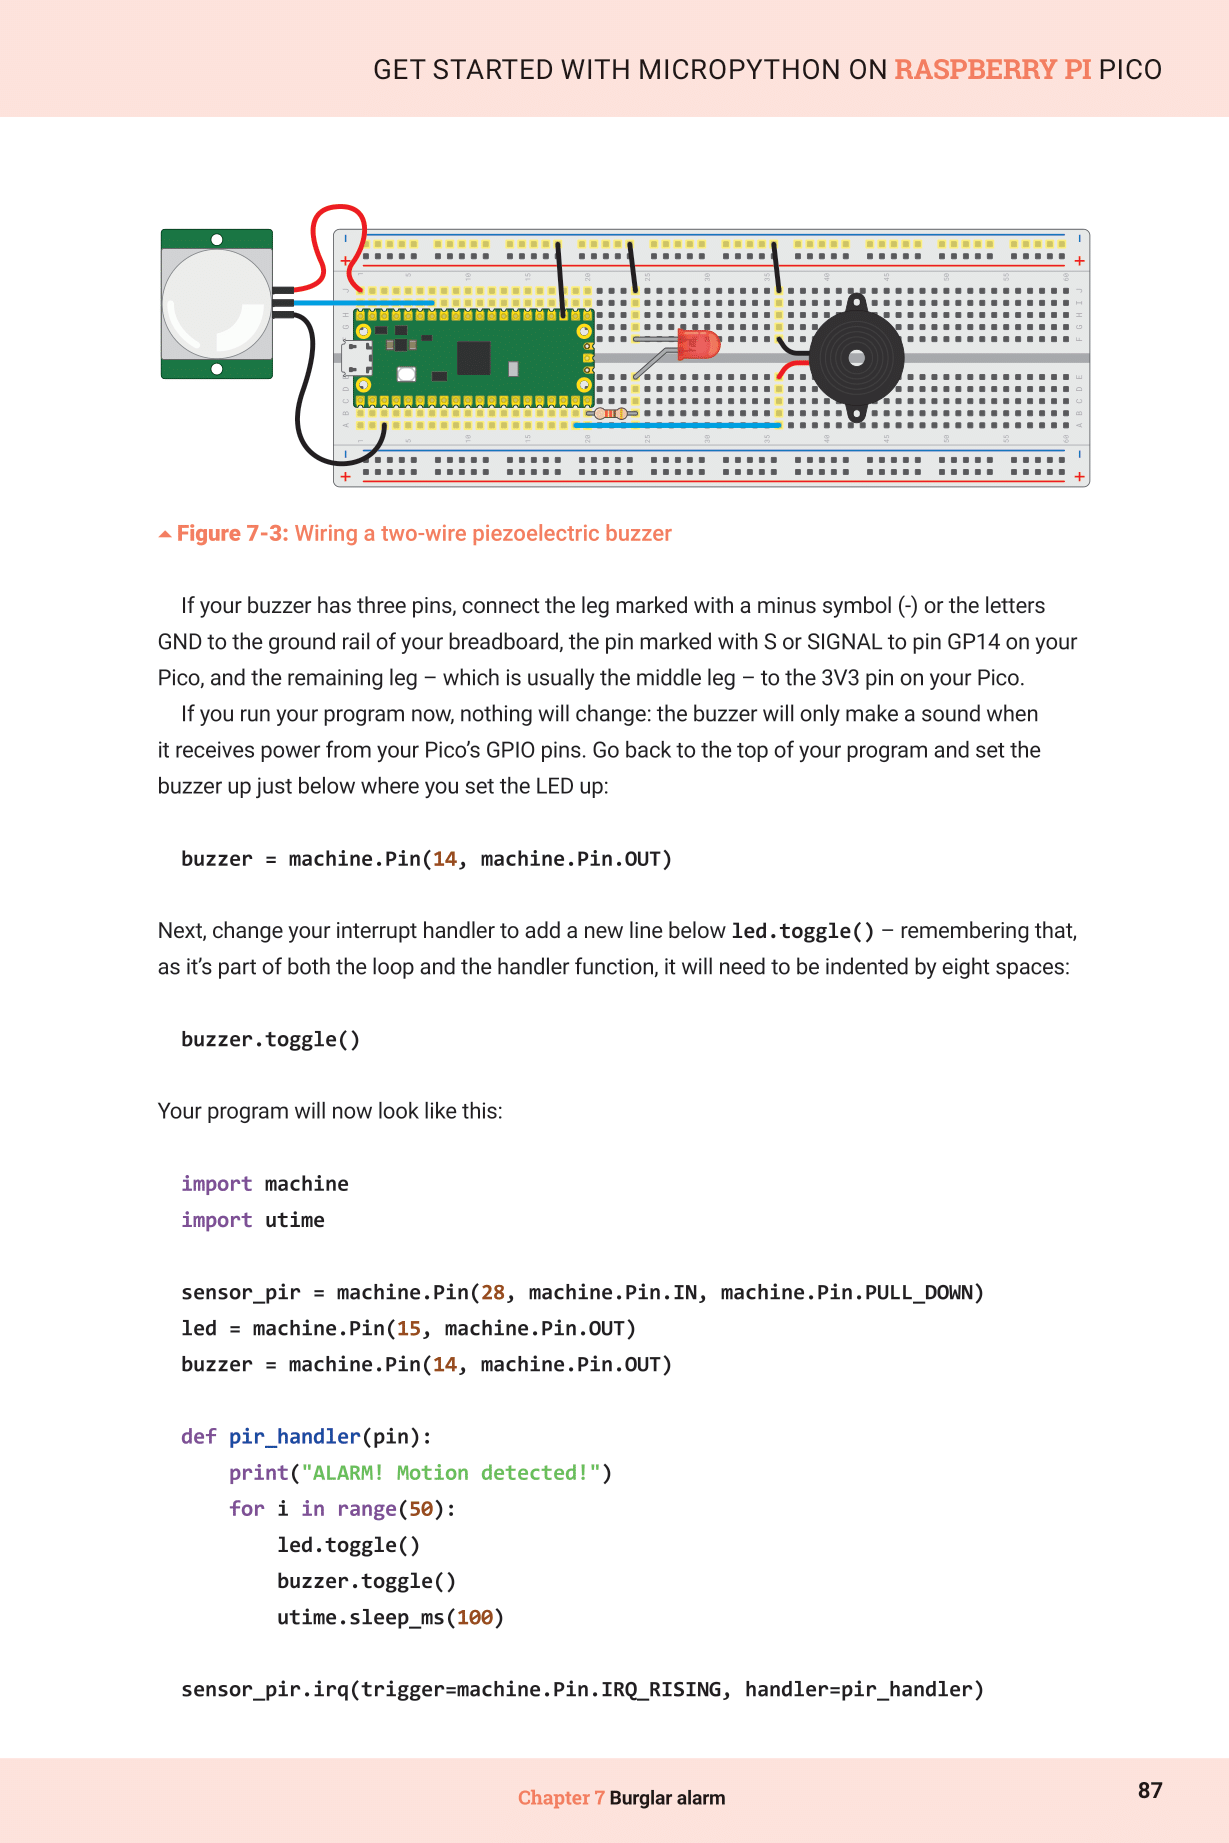 GET STARTED WITH MICROPYTHON ON RASPBERRY PI PICO
Figure 7-3: Wiring a two-wire piezoelectric buzzer
If your buzzer has three pins, connect the leg marked with a minus symbol (-) or the letters
GND to the ground rail of your breadboard, the pin marked with S or SIGNAL to pin GP14 on your
Pico, and the remaining leg – which is usually the middle leg – to the 3V3 pin on your Pico.
If you run your program now, nothing will change: the buzzer will only make a sound when
it receives power from your Pico’s GPIO pins. Go back to the top of your program and set the
buzzer up just below where you set the LED up:
buzzer = machine.Pin(14, machine.Pin.OUT)
Next, change your interrupt handler to add a new line below led.toggle() – remembering that,
as it’s part of both the loop and the handler function, it will need to be indented by eight spaces:
buzzer.toggle()
Your program will now look like this:
import machine
import utime
sensor_pir = machine.Pin(28, machine.Pin.IN, machine.Pin.PULL_DOWN)
led = machine.Pin(15, machine.Pin.OUT)
buzzer = machine.Pin(14, machine.Pin.OUT)
def pir_handler(pin):
    print("ALARM! Motion detected!")
    for i in range(50):
        led.toggle()
        buzzer.toggle()
        utime.sleep_ms(100)
sensor_pir.irq(trigger=machine.Pin.IRQ_RISING, handler=pir_handler)
Chapter 7 Burglar alarm
87